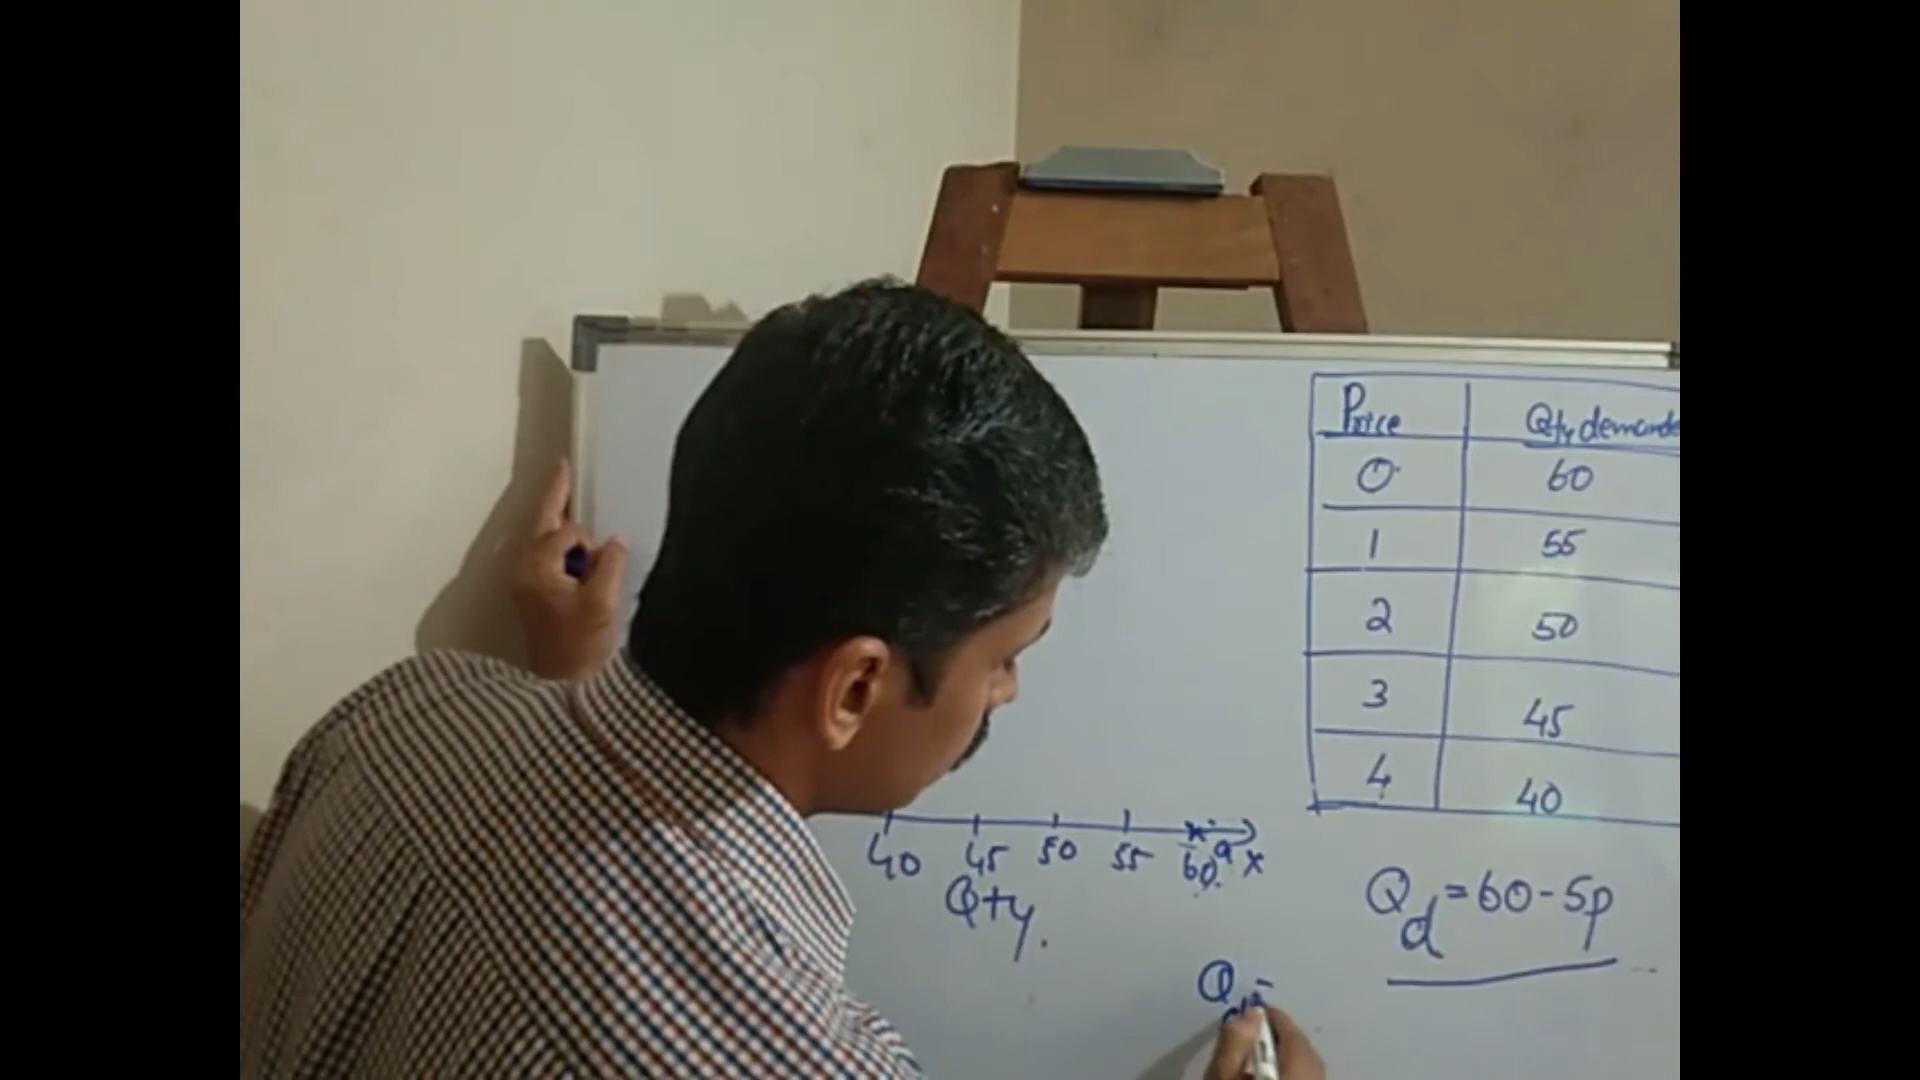 Price Qty demande
0 60
1 55
2 50
3 45
4 40
40 45 50 55 60 Q X
Qty.
Qd = 60 - 5p
Qd =